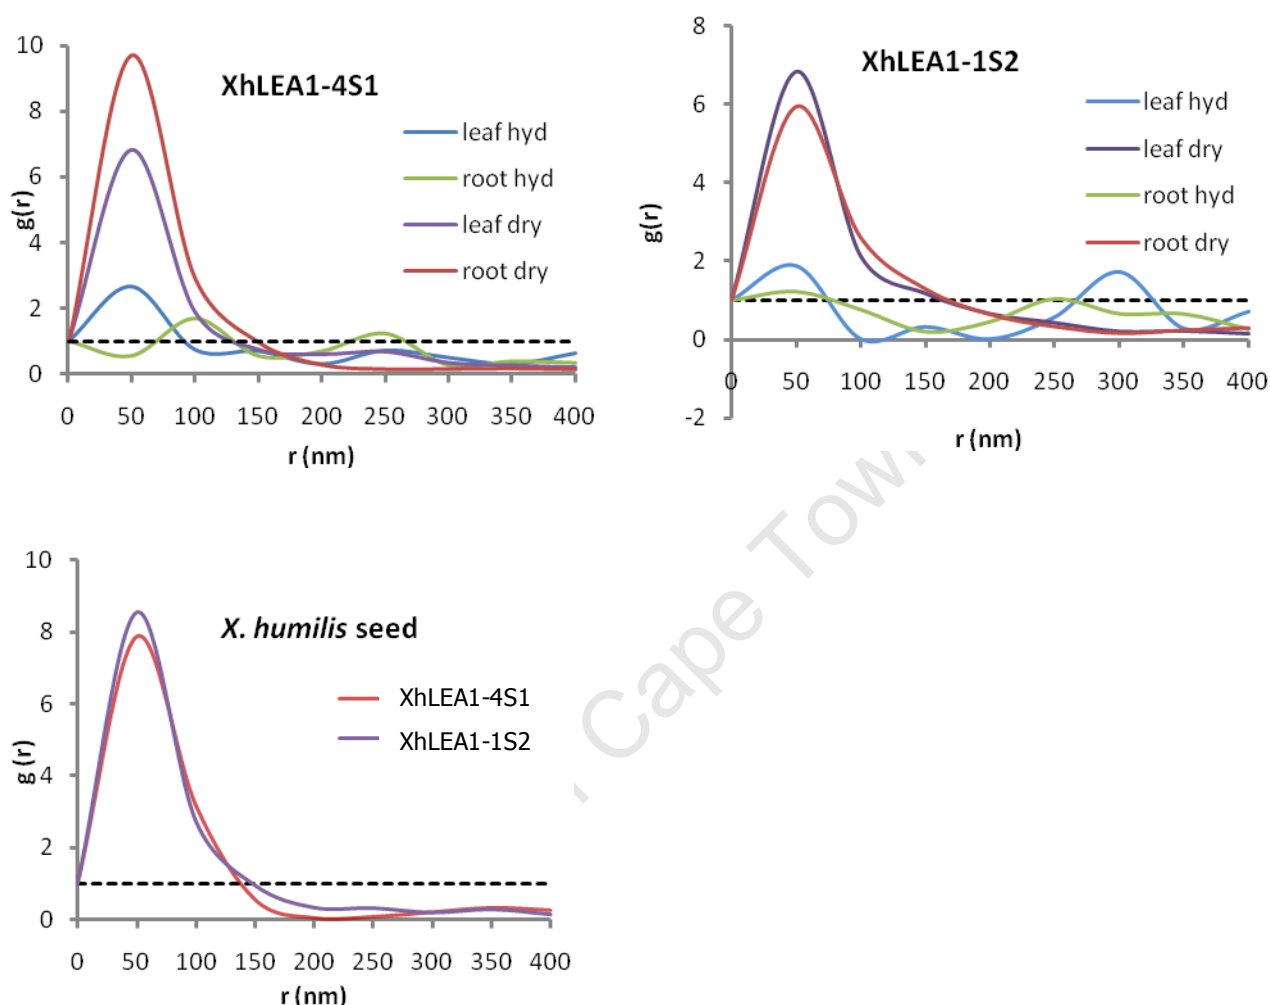 XhLEA1-4S1
g(r)
10
8
6
4
2
0
0 50 100 150 200 250 300 350 400
r (nm)
leaf hyd
root hyd
leaf dry
root dry
XhLEA1-1S2
g(r)
8
6
4
2
0
-2
0 50 100 150 200 250 300 350 400
r (nm)
leaf hyd
leaf dry
root hyd
root dry
X. humilis seed
g (r)
10
8
6
4
2
0
0 50 100 150 200 250 300 350 400
r (nm)
XhLEA1-4S1
XhLEA1-1S2
Cape Town